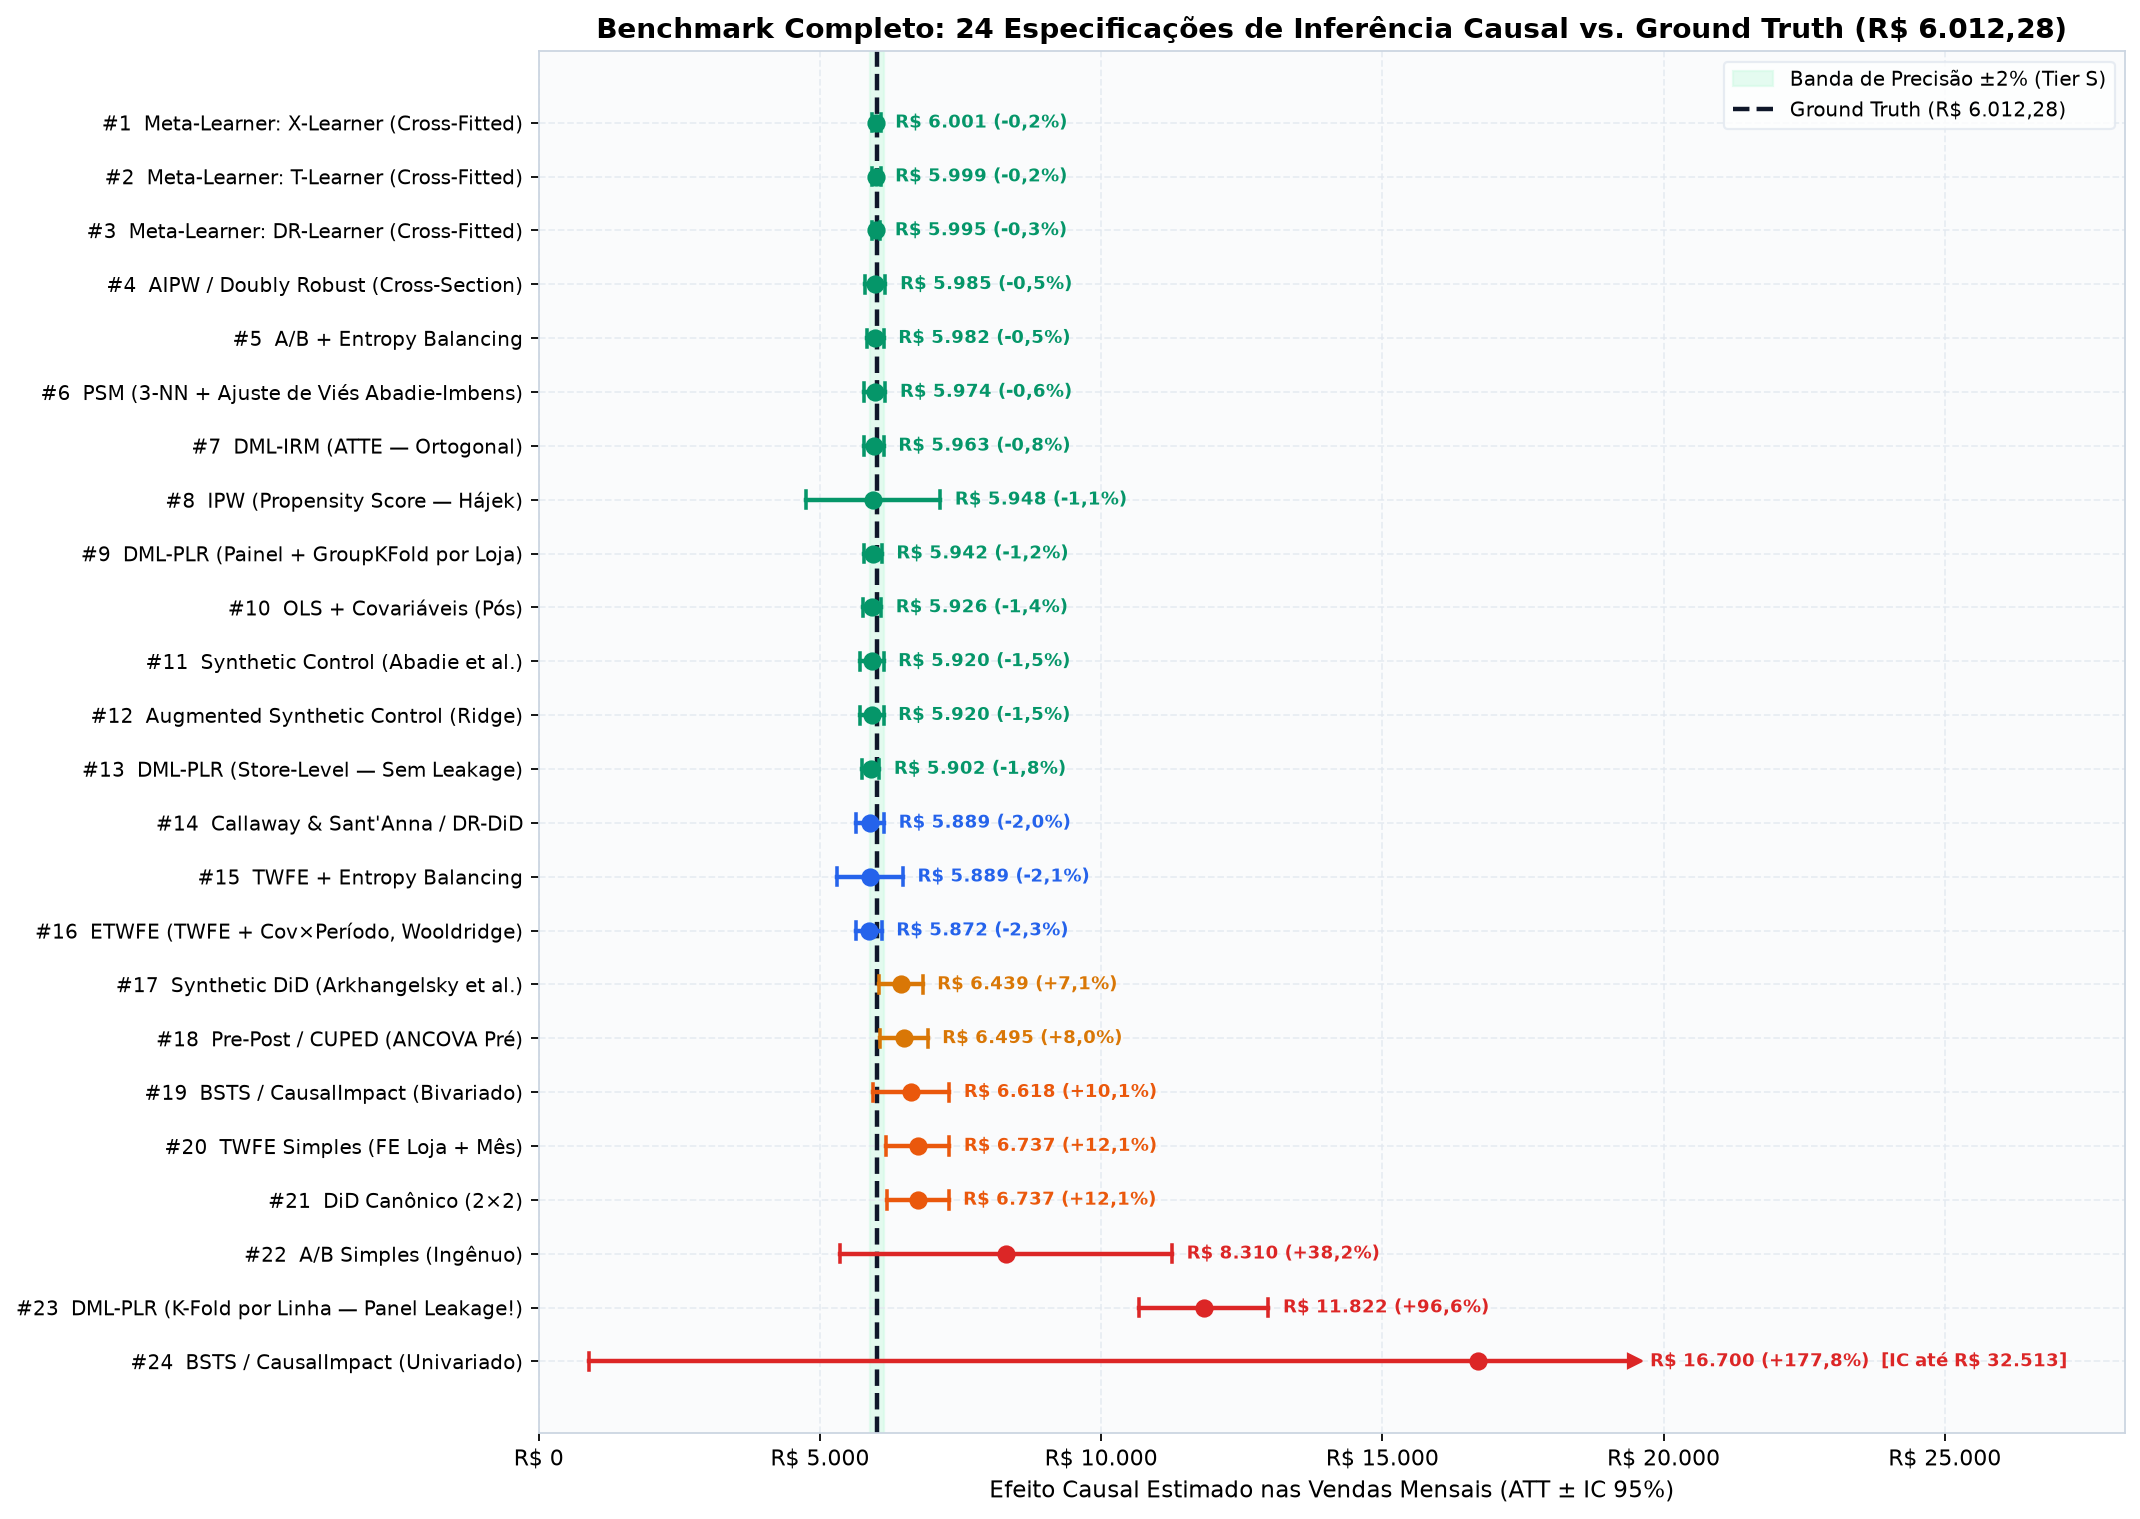 Benchmark Completo: 24 Especificações de Inferência Causal vs. Ground Truth (R$ 6.012,28)
Banda de Precisão ±2% (Tier S)
Ground Truth (R$ 6.012,28)
#1 Meta-Learner: X-Learner (Cross-Fitted) R$ 6.001 (-0,2%)
#2 Meta-Learner: T-Learner (Cross-Fitted) R$ 5.999 (-0,2%)
#3 Meta-Learner: DR-Learner (Cross-Fitted) R$ 5.995 (-0,3%)
#4 AIPW / Doubly Robust (Cross-Section) R$ 5.985 (-0,5%)
#5 A/B + Entropy Balancing R$ 5.982 (-0,5%)
#6 PSM (3-NN + Ajuste de Viés Abadie-Imbens) R$ 5.974 (-0,6%)
#7 DML-IRM (ATTE — Ortogonal) R$ 5.963 (-0,8%)
#8 IPW (Propensity Score — Hájek) R$ 5.948 (-1,1%)
#9 DML-PLR (Painel + GroupKFold por Loja) R$ 5.942 (-1,2%)
#10 OLS + Covariáveis (Pós) R$ 5.926 (-1,4%)
#11 Synthetic Control (Abadie et al.) R$ 5.920 (-1,5%)
#12 Augmented Synthetic Control (Ridge) R$ 5.920 (-1,5%)
#13 DML-PLR (Store-Level — Sem Leakage) R$ 5.902 (-1,8%)
#14 Callaway & Sant'Anna / DR-DiD R$ 5.889 (-2,0%)
#15 TWFE + Entropy Balancing R$ 5.889 (-2,1%)
#16 ETWFE (TWFE + Cov×Período, Wooldridge) R$ 5.872 (-2,3%)
#17 Synthetic DiD (Arkhangelsky et al.) R$ 6.439 (+7,1%)
#18 Pre-Post / CUPED (ANCOVA Pré) R$ 6.495 (+8,0%)
#19 BSTS / CausalImpact (Bivariado) R$ 6.618 (+10,1%)
#20 TWFE Simples (FE Loja + Mês) R$ 6.737 (+12,1%)
#21 DiD Canônico (2×2) R$ 6.737 (+12,1%)
#22 A/B Simples (Ingênuo) R$ 8.310 (+38,2%)
#23 DML-PLR (K-Fold por Linha — Panel Leakage!) R$ 11.822 (+96,6%)
#24 BSTS / CausalImpact (Univariado) R$ 16.700 (+177,8%) [IC até R$ 32.513]
R$ 0 R$ 5.000 R$ 10.000 R$ 15.000 R$ 20.000 R$ 25.000
Efeito Causal Estimado nas Vendas Mensais (ATT ± IC 95%)